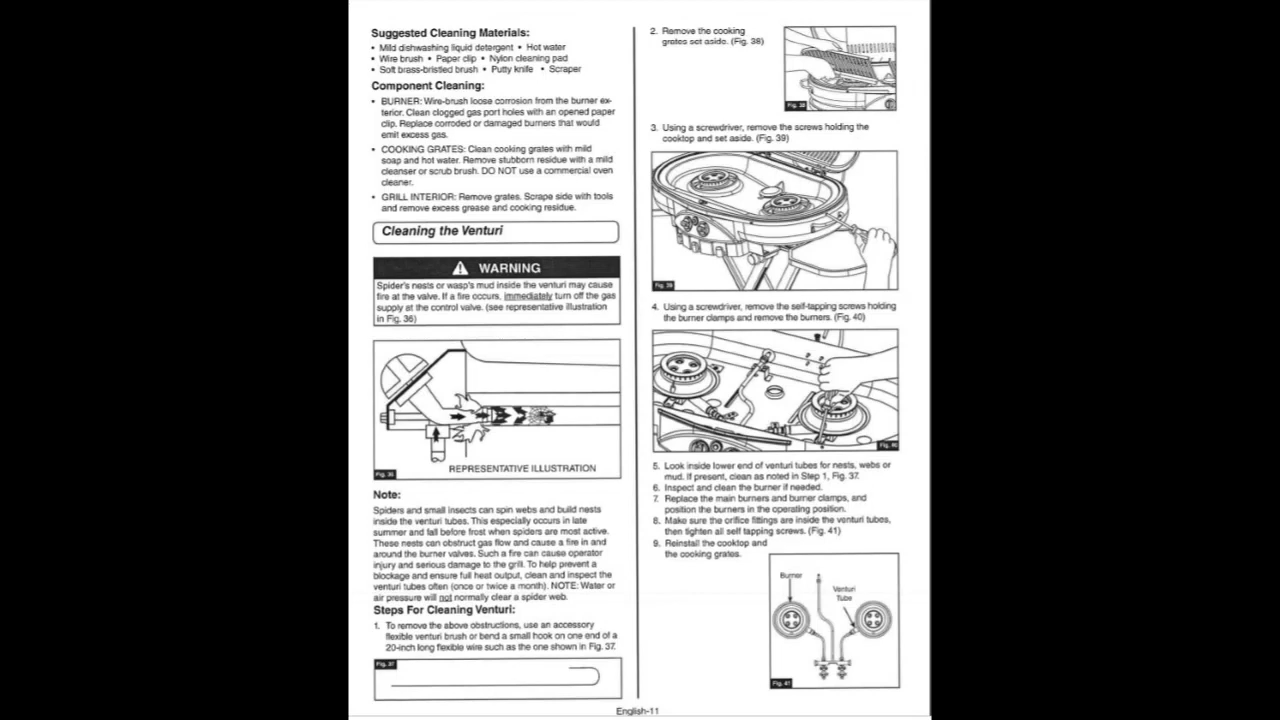 Suggested Cleaning Materials:
• Mild dishwashing liquid detergent • Hot water
• Wire brush • Paper clip • Nylon cleaning pad
• Soft brass-bristled brush • Putty knife • Scraper
Component Cleaning:
• BURNER: Wire-brush loose corrosion from the burner ex-
terior. Clean clogged gas port holes with an opened paper
clip. Replace corroded or damaged burners that would
emit excess gas.
• COOKING GRATES: Clean cooking grates with mild
soap and hot water. Remove stubborn residue with a mild
cleanser or scrub brush. DO NOT use a commercial oven
cleaner.
• GRILL INTERIOR: Remove grates. Scrape side with tools
and remove excess grease and cooking residue.
Cleaning the Venturi
WARNING
Spider's nests or wasp's mud inside the venturi may cause
fire at the valve. If a fire occurs, immediately turn off the gas
supply at the control valve. (see representative illustration
in Fig. 36)
REPRESENTATIVE ILLUSTRATION
Fig. 36
Note:
Spiders and small insects can spin webs and build nests
inside the venturi tubes. This especially occurs in late
summer and fall before frost when spiders are most active.
These nests can obstruct gas flow and cause a fire in and
around the burner valves. Such a fire can cause operator
injury and serious damage to the grill. To help prevent a
blockage and ensure full heat output, clean and inspect the
venturi tubes often (once or twice a month). NOTE: Water or
air pressure will not normally clear a spider web.
Steps For Cleaning Venturi:
1. To remove the above obstructions, use an accessory
flexible venturi brush or bend a small hook on one end of a
20-inch long flexible wire such as the one shown in Fig. 37.
Fig. 37
2. Remove the cooking
grates set aside. (Fig. 38)
Fig. 38
3. Using a screwdriver, remove the screws holding the
cooktop and set aside. (Fig. 39)
Fig. 39
4. Using a screwdriver, remove the self-tapping screws holding
the burner clamps and remove the burners. (Fig. 40)
Fig. 40
5. Look inside lower end of venturi tubes for nests, webs or
mud. If present, clean as noted in Step 1, Fig. 37.
6. Inspect and clean the burner if needed.
7. Replace the main burners and burner clamps, and
position the burners in the operating position.
8. Make sure the orifice fittings are inside the venturi tubes,
then tighten all self tapping screws. (Fig. 41)
9. Reinstall the cooktop and
the cooking grates.
Burner
Venturi
Tube
Fig. 41
English-11